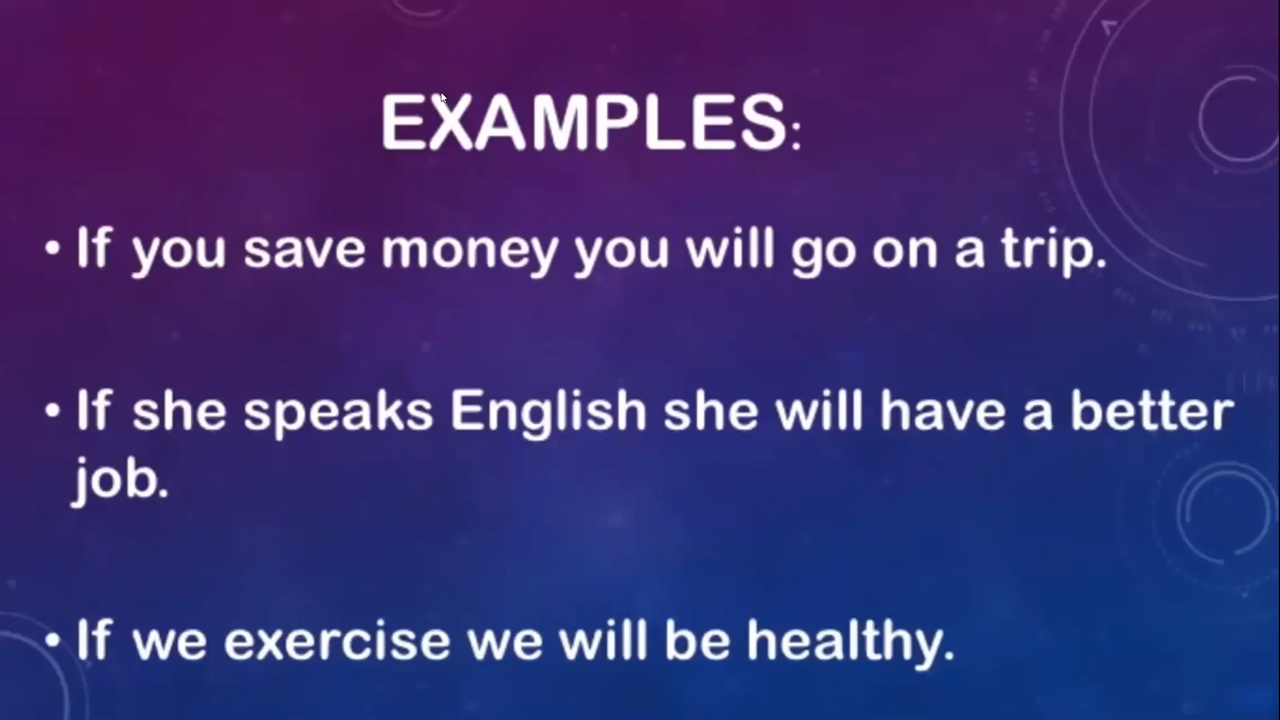 EXAMPLES:
• If you save money you will go on a trip.
• If she speaks English she will have a better
job.
• If we exercise we will be healthy.